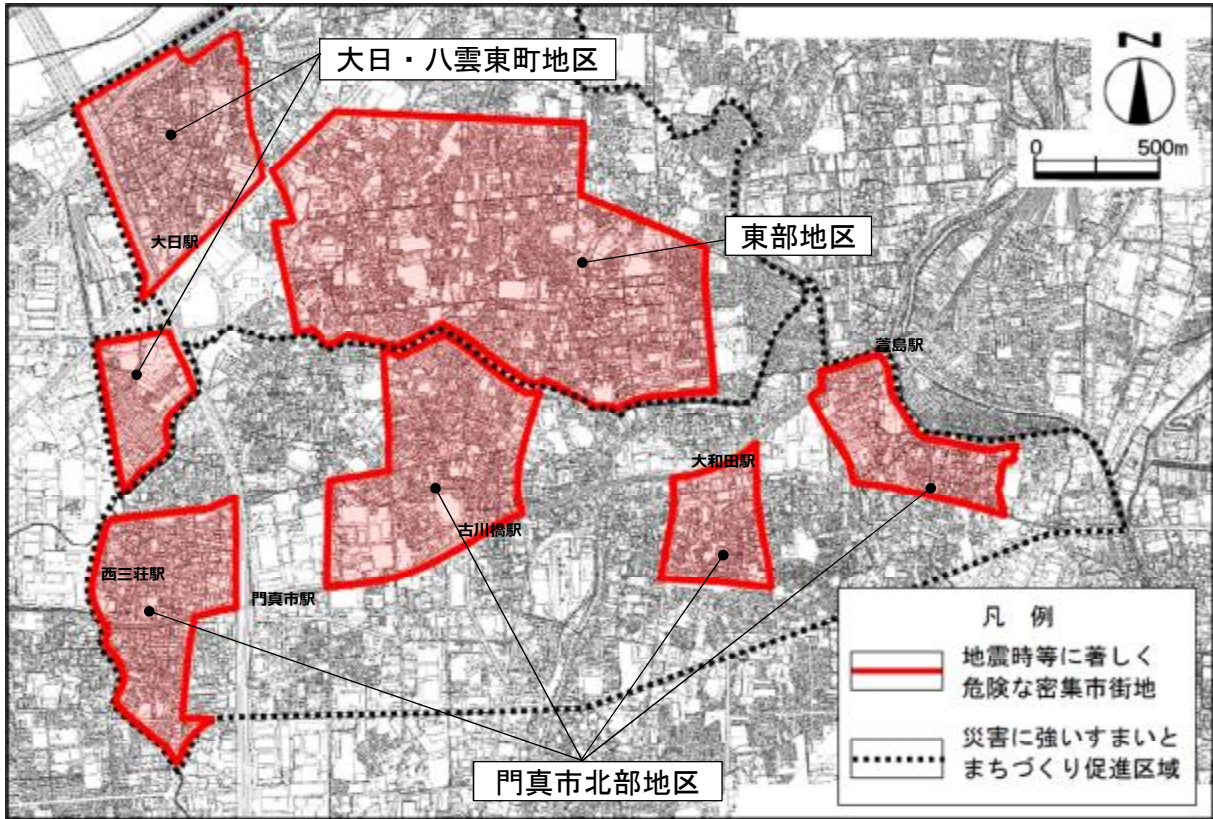 大日・八雲東町地区
N
0 500m
東部地区
大日駅
萱島駅
大和田駅
古川橋駅
西三荘駅
門真市駅
凡 例
地震時等に著しく
危険な密集市街地
災害に強いすまいと
まちづくり促進区域
門真市北部地区